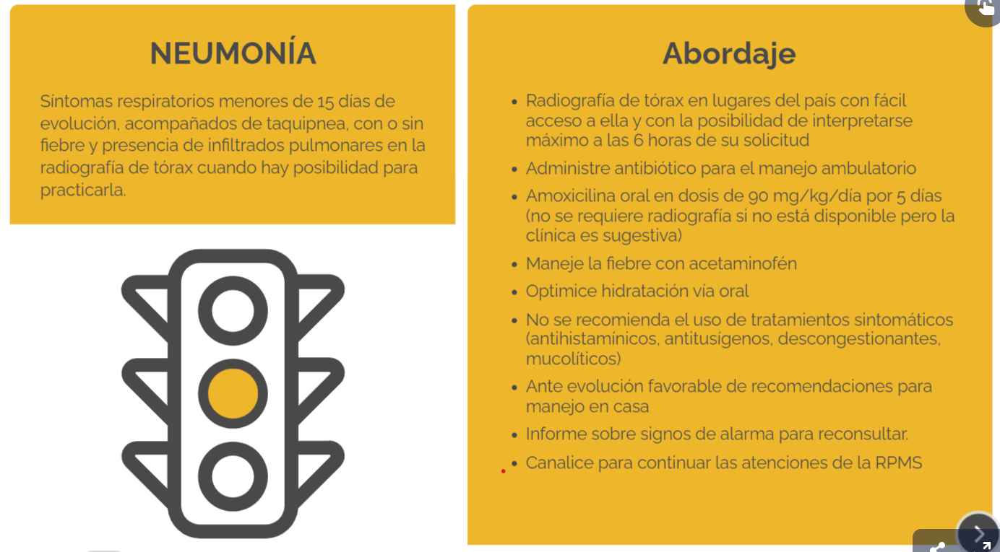 NEUMONÍA
Síntomas respiratorios menores de 15 días de
evolución, acompañados de taquipnea, con o sin
fiebre y presencia de infiltrados pulmonares en la
radiografía de tórax cuando hay posibilidad para
practicarla.
Abordaje
• Radiografía de tórax en lugares del país con fácil
acceso a ella y con la posibilidad de interpretarse
máximo a las 6 horas de su solicitud
• Administre antibiótico para el manejo ambulatorio
• Amoxicilina oral en dosis de 90 mg/kg/día por 5 días
(no se requiere radiografía si no está disponible pero la
clínica es sugestiva)
• Maneje la fiebre con acetaminofén
• Optimice hidratación vía oral
• No se recomienda el uso de tratamientos sintomáticos
(antihistamínicos, antitusígenos, descongestionantes,
mucolíticos)
• Ante evolución favorable de recomendaciones para
manejo en casa
• Informe sobre signos de alarma para reconsultar.
• Canalice para continuar las atenciones de la RPMS